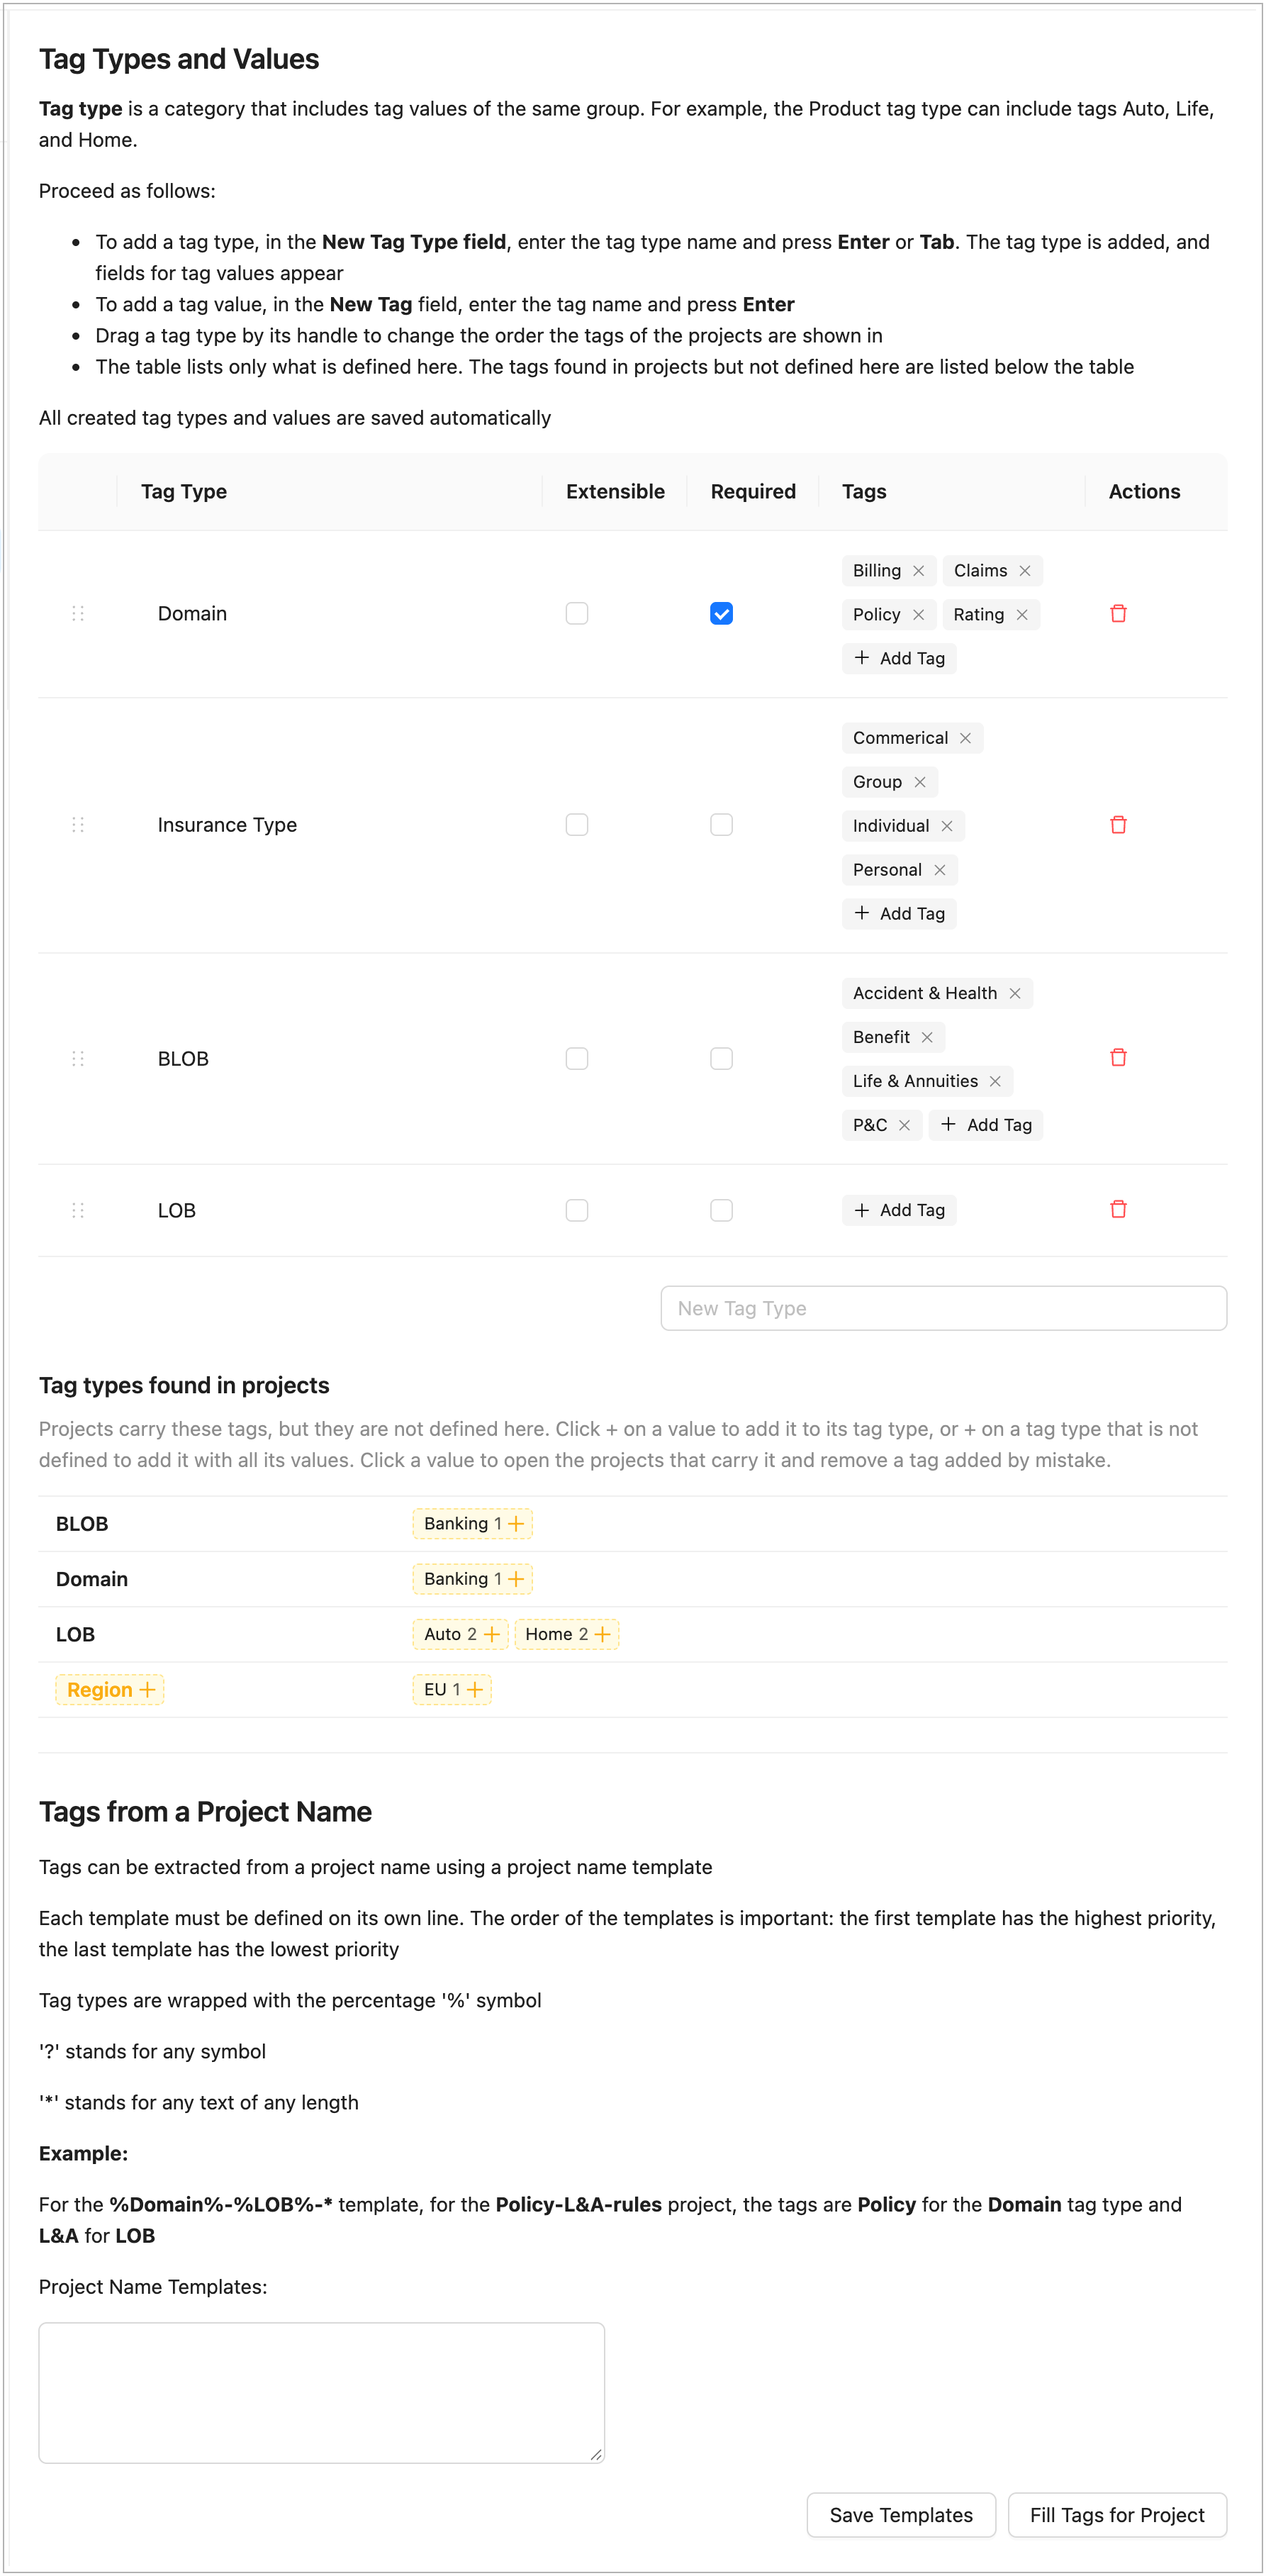 Tag Types and Values
Tag type is a category that includes tag values of the same group. For example, the Product tag type can include tags Auto, Life,
and Home.
Proceed as follows:
• To add a tag type, in the New Tag Type field, enter the tag type name and press Enter or Tab. The tag type is added, and
fields for tag values appear
• To add a tag value, in the New Tag field, enter the tag name and press Enter
• Drag a tag type by its handle to change the order the tags of the projects are shown in
• The table lists only what is defined here. The tags found in projects but not defined here are listed below the table
All created tag types and values are saved automatically
Tag Type Extensible Required Tags Actions
Billing × Claims ×
Domain
Policy × Rating ×
+ Add Tag
Commerical ×
Group ×
Insurance Type
Individual ×
Personal ×
+ Add Tag
Accident & Health ×
Benefit ×
BLOB
Life & Annuities ×
P&C × + Add Tag
LOB + Add Tag
New Tag Type
Tag types found in projects
Projects carry these tags, but they are not defined here. Click + on a value to add it to its tag type, or + on a tag type that is not
defined to add it with all its values. Click a value to open the projects that carry it and remove a tag added by mistake.
BLOB Banking 1 +
Domain Banking 1 +
LOB Auto 2 + Home 2 +
Region + EU 1 +
Tags from a Project Name
Tags can be extracted from a project name using a project name template
Each template must be defined on its own line. The order of the templates is important: the first template has the highest priority,
the last template has the lowest priority
Tag types are wrapped with the percentage '%' symbol
'?' stands for any symbol
'*' stands for any text of any length
Example:
For the %Domain%-%LOB%-* template, for the Policy-L&A-rules project, the tags are Policy for the Domain tag type and
L&A for LOB
Project Name Templates:
Save Templates Fill Tags for Project